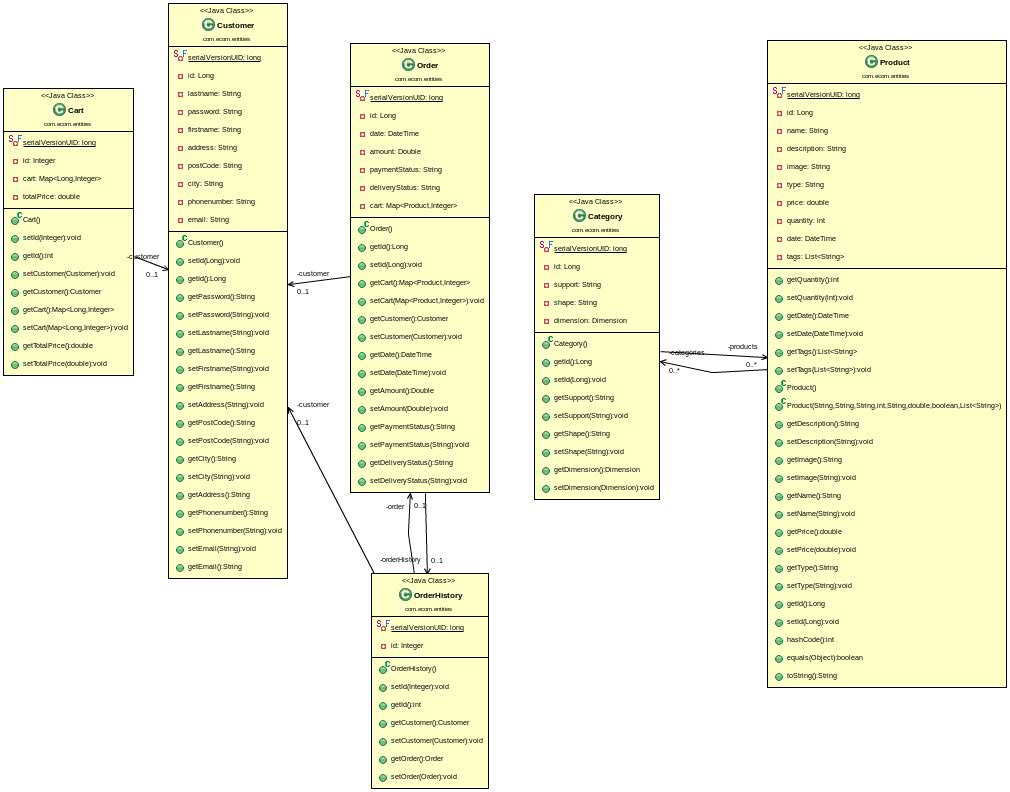 <<Java Class>>
Cart
com.ecom.entities
serialVersionUID: long
id: Integer
cart: Map<Long,Integer>
totalPrice: double
Cart()
setId(Integer):void
getId():int
setCustomer(Customer):void
getCustomer():Customer
getCart():Map<Long,Integer>
setCart(Map<Long,Integer>):void
getTotalPrice():double
setTotalPrice(double):void
-customer
0..1
<<Java Class>>
Customer
com.ecom.entities
serialVersionUID: long
id: Long
lastname: String
password: String
firstname: String
address: String
postCode: String
city: String
phonenumber: String
email: String
Customer()
setId(Long):void
getId():Long
getPassword():String
setPassword(String):void
setLastname(String):void
getLastname():String
setFirstname(String):void
getFirstname():String
setAddress(String):void
getPostCode():String
setPostCode(String):void
getCity():String
setCity(String):void
getAddress():String
getPhonenumber():String
setPhonenumber(String):void
setEmail(String):void
getEmail():String
-customer
0..1
-customer
0..1
<<Java Class>>
Order
com.ecom.entities
serialVersionUID: long
id: Long
date: DateTime
amount: Double
paymentStatus: String
deliveryStatus: String
cart: Map<Product,Integer>
Order()
getId():Long
setId(Long):void
getCart():Map<Product,Integer>
setCart(Map<Product,Integer>):void
getCustomer():Customer
setCustomer(Customer):void
getDate():DateTime
setDate(DateTime):void
getAmount():Double
setAmount(Double):void
getPaymentStatus():String
setPaymentStatus(String):void
getDeliveryStatus():String
setDeliveryStatus(String):void
-order
0..1
-orderHistory
0..1
<<Java Class>>
OrderHistory
com.ecom.entities
serialVersionUID: long
id: Integer
OrderHistory()
setId(Integer):void
getId():int
getCustomer():Customer
setCustomer(Customer):void
getOrder():Order
setOrder(Order):void
<<Java Class>>
Category
com.ecom.entities
serialVersionUID: long
id: Long
support: String
shape: String
dimension: Dimension
Category()
getId():Long
setId(Long):void
getSupport():String
setSupport(String):void
getShape():String
setShape(String):void
getDimension():Dimension
setDimension(Dimension):void
-categories
0..*
-products
0..*
<<Java Class>>
Product
com.ecom.entities
serialVersionUID: long
id: Long
name: String
description: String
image: String
type: String
price: double
quantity: int
date: DateTime
tags: List<String>
getQuantity():int
setQuantity(int):void
getDate():DateTime
setDate(DateTime):void
getTags():List<String>
setTags(List<String>):void
Product()
Product(String,String,String,int,String,double,boolean,List<String>)
getDescription():String
setDescription(String):void
getImage():String
setImage(String):void
getName():String
setName(String):void
getPrice():double
setPrice(double):void
getType():String
setType(String):void
getId():Long
setId(Long):void
hashCode():int
equals(Object):boolean
toString():String